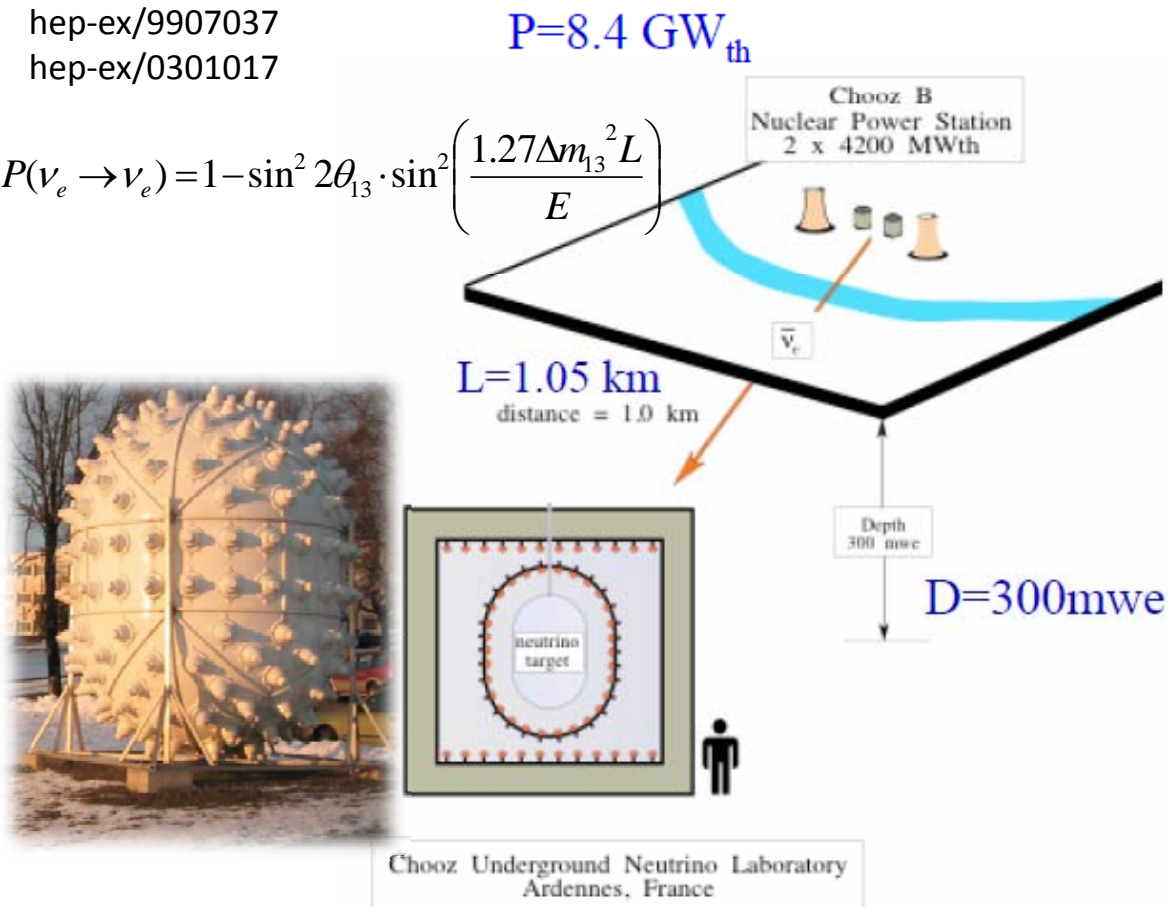 hep-ex/9907037
hep-ex/0301017
P=8.4 GW_th
Chooz B
Nuclear Power Station
2 x 4200 MWth
P(ν_e → ν_e) = 1 − sin² 2θ₁₃ · sin²(1.27Δm₁₃²L / E)
ν̄_e
L=1.05 km
distance = 1.0 km
Depth
300 mwe
D=300mwe
neutrino
target
Chooz Underground Neutrino Laboratory
Ardennes, France